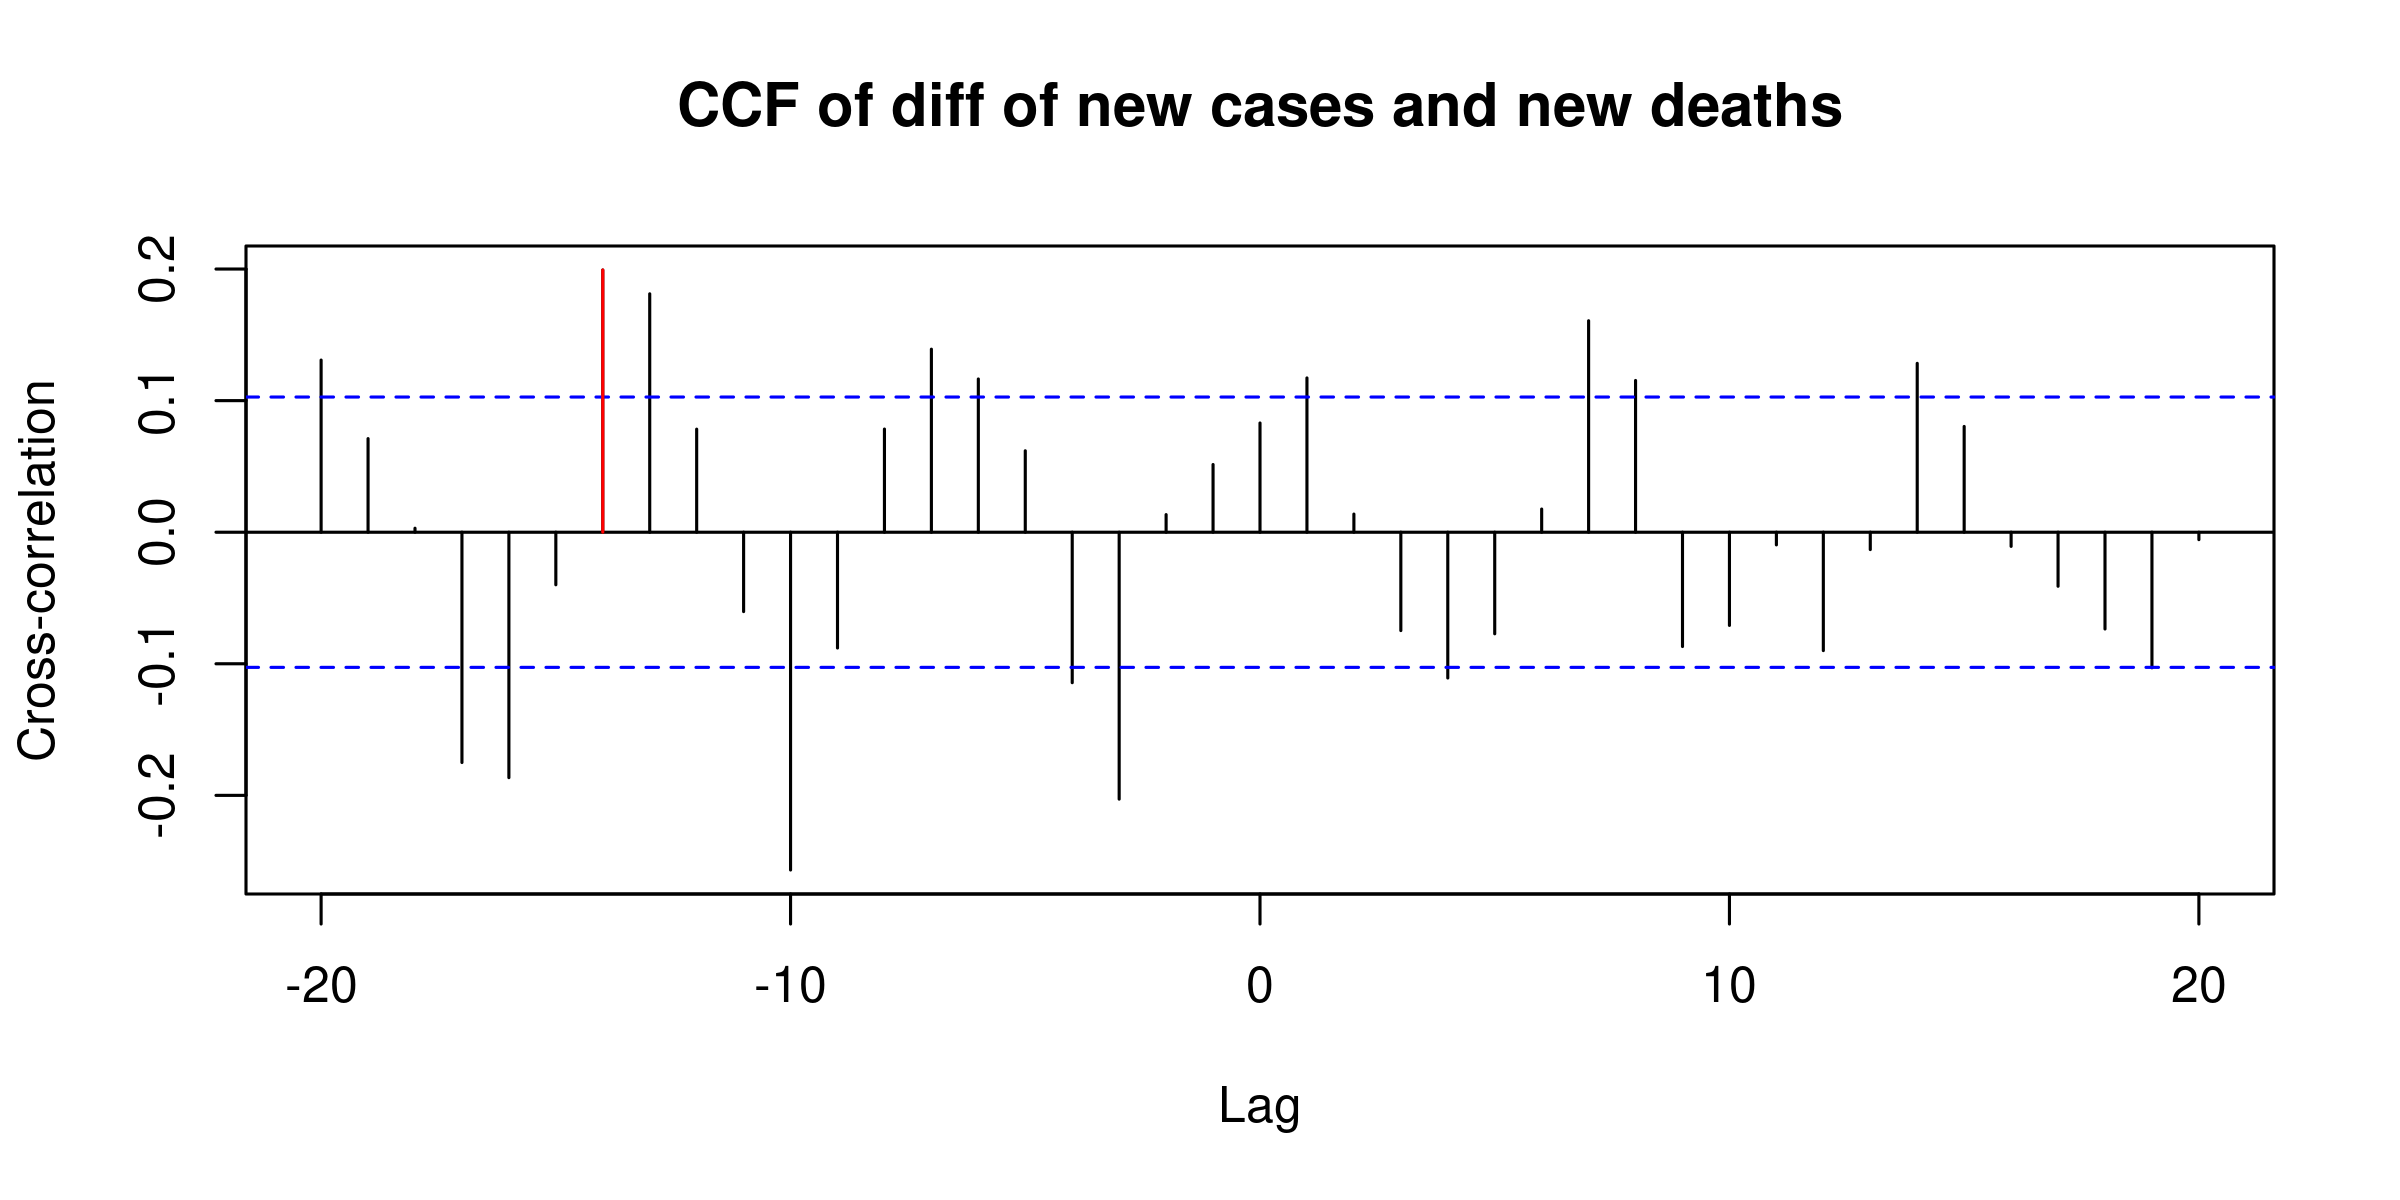 CCF of diff of new cases and new deaths
Cross-correlation
0.2
0.1
0.0
-0.1
-0.2
-20 -10 0 10 20
Lag